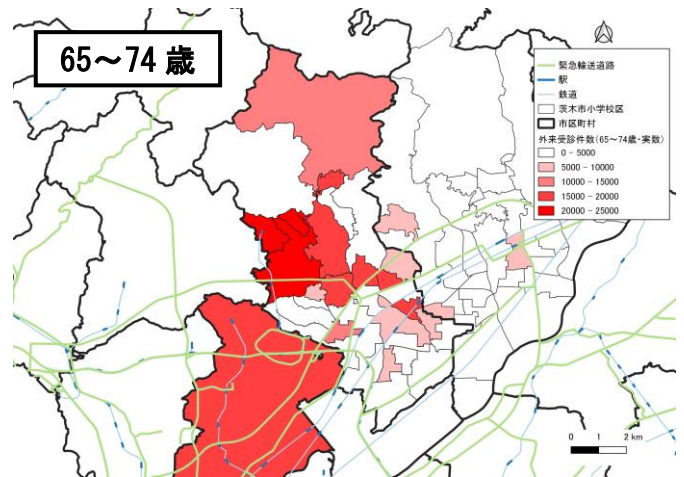 65～74 歳
緊急輸送道路
駅
鉄道
茨木市小学校区
市区町村
外来受診件数(65～74歳・実数)
0 - 5000
5000 - 10000
10000 - 15000
15000 - 20000
20000 - 25000
0 1 2 km